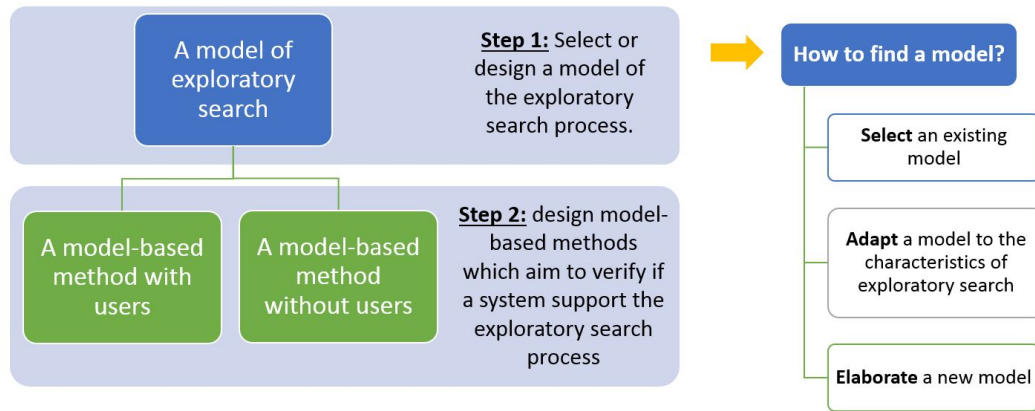 A model of
exploratory
search
Step 1: Select or
design a model of
the exploratory
search process.
A model-based
method with
users
A model-based
method
without users
Step 2: design model-
based methods
which aim to verify if
a system support the
exploratory search
process
How to find a model?
Select an existing
model
Adapt a model to the
characteristics of
exploratory search
Elaborate a new model